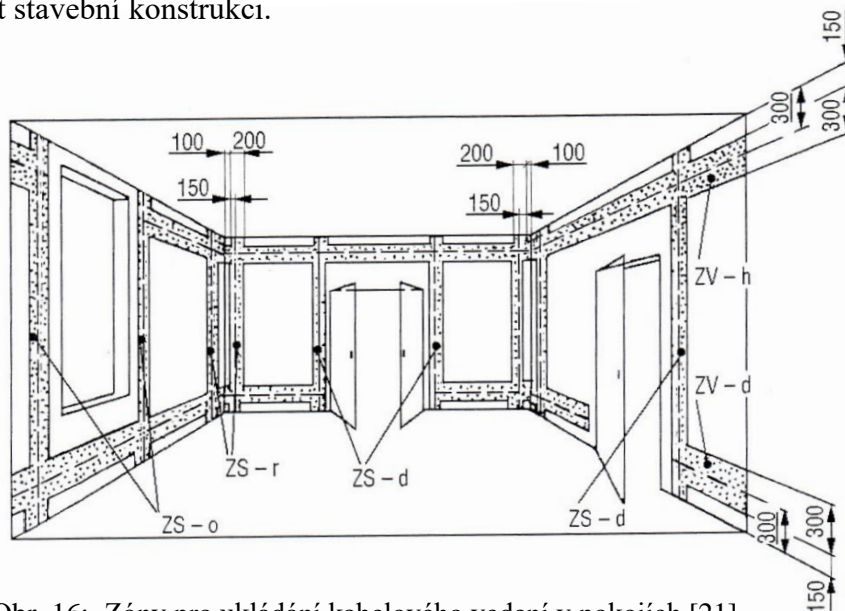 t stavební konstrukcí.
150
300
300
100 200
200 100
150
150
ZV – h
ZV – d
ZS – r
ZS – d
ZS – o
ZS – d
300
300
150
Obr. 16: Zóny pro ukládání kabelového vedení v pokojích [21]